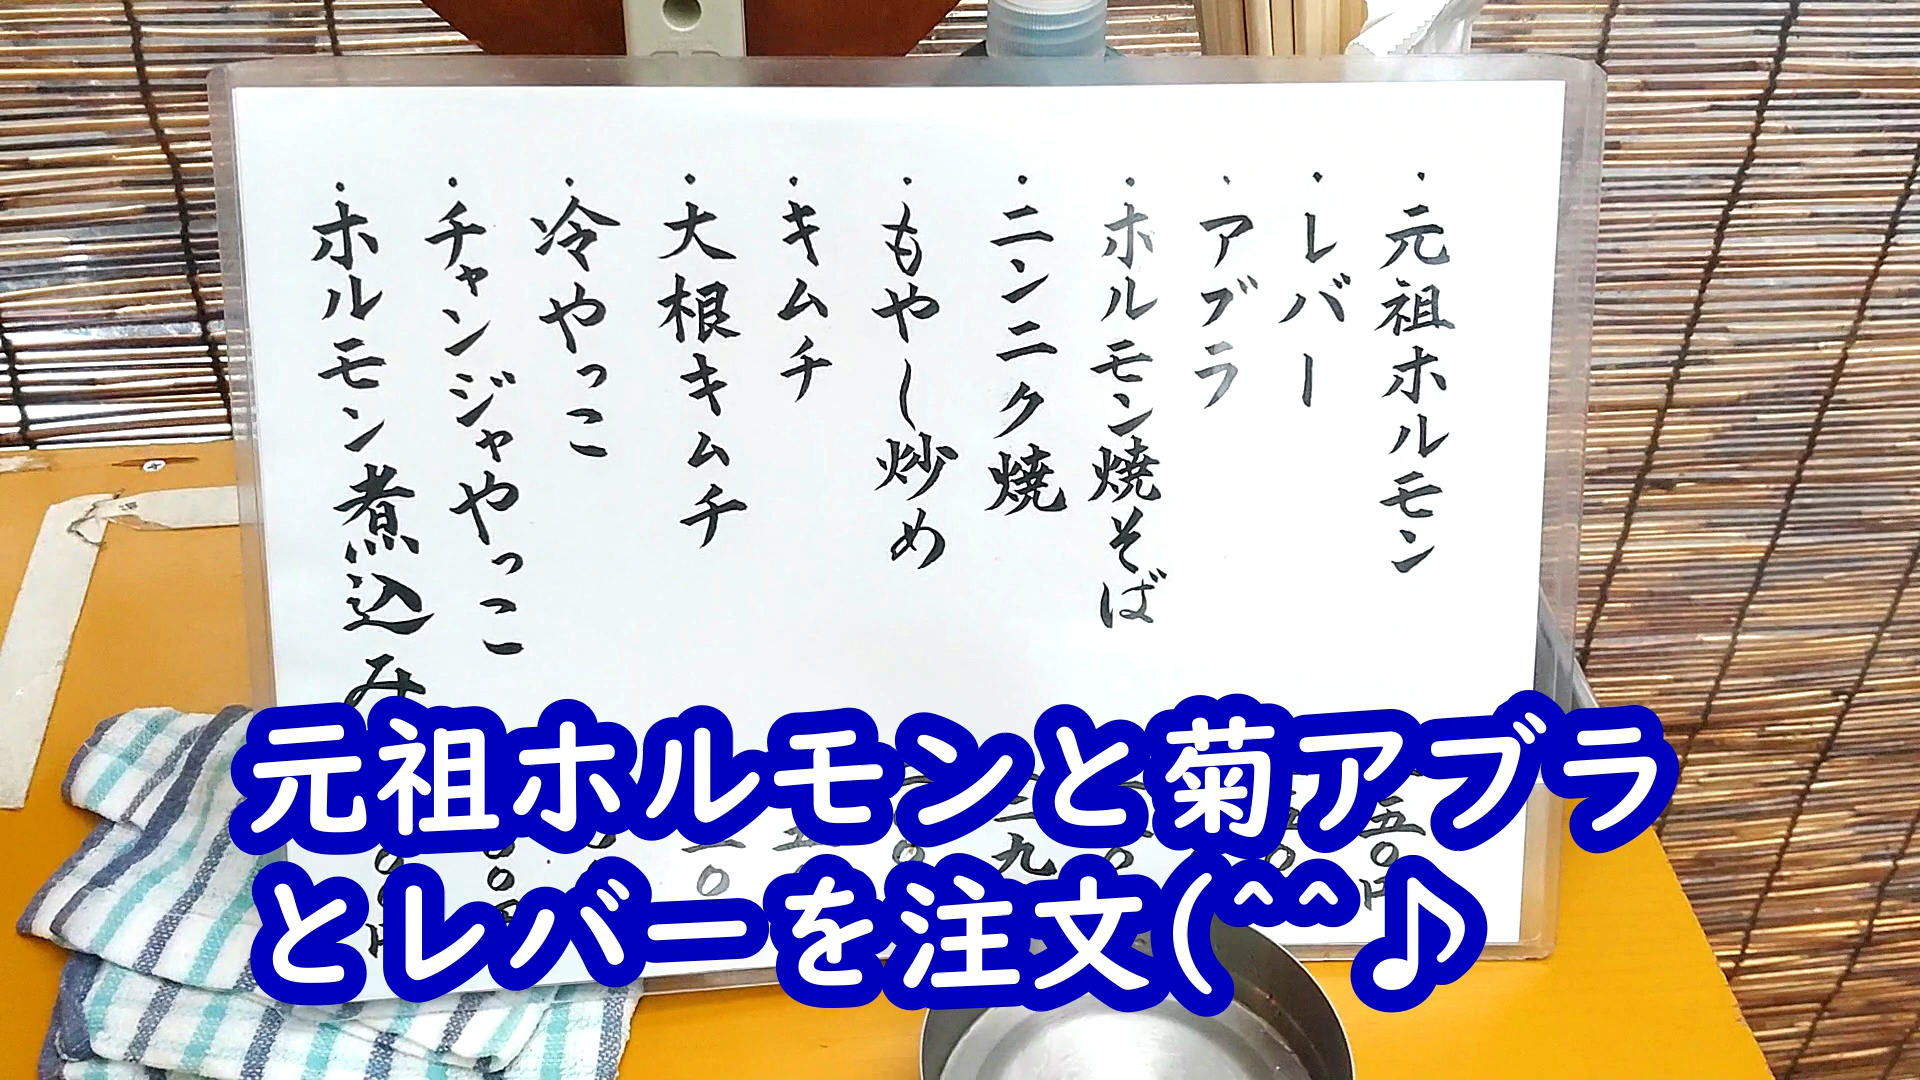 ・元祖ホルモン
・レバー
・アブラ
・ホルモン焼そば
・ニンニク焼
・もやし炒め
・キムチ
・大根キムチ
・冷やっこ
・チャンジャやっこ
・ホルモン煮込み
元祖ホルモンと菊アブラ
とレバーを注文(^^♪